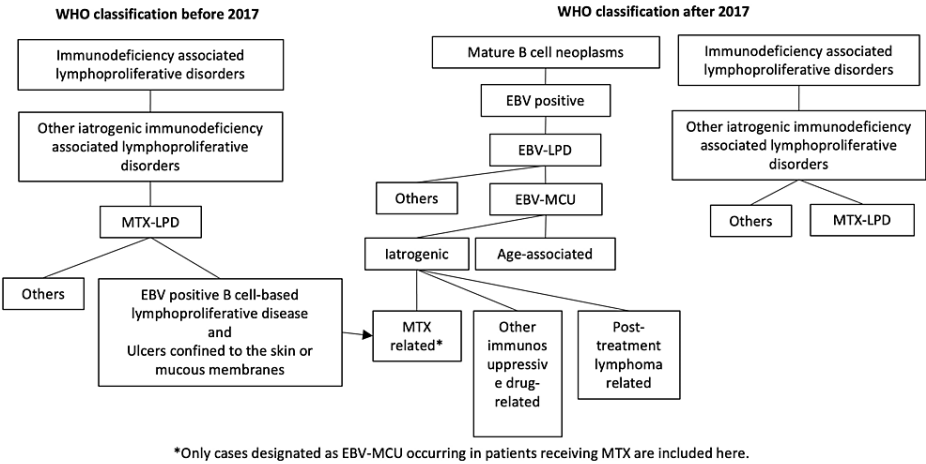 WHO classification before 2017
Immunodeficiency associated
lymphoproliferative disorders
Other iatrogenic immunodeficiency
associated lymphoproliferative
disorders
MTX-LPD
Others
EBV positive B cell-based
lymphoproliferative disease
and
Ulcers confined to the skin or
mucous membranes
WHO classification after 2017
Mature B cell neoplasms
EBV positive
EBV-LPD
Others
EBV-MCU
Iatrogenic
Age-associated
MTX
related*
Other
immunos
uppressiv
e drug-
related
Post-
treatment
lymphoma
related
Immunodeficiency associated
lymphoproliferative disorders
Other iatrogenic immunodeficiency
associated lymphoproliferative
disorders
Others
MTX-LPD
*Only cases designated as EBV-MCU occurring in patients receiving MTX are included here.